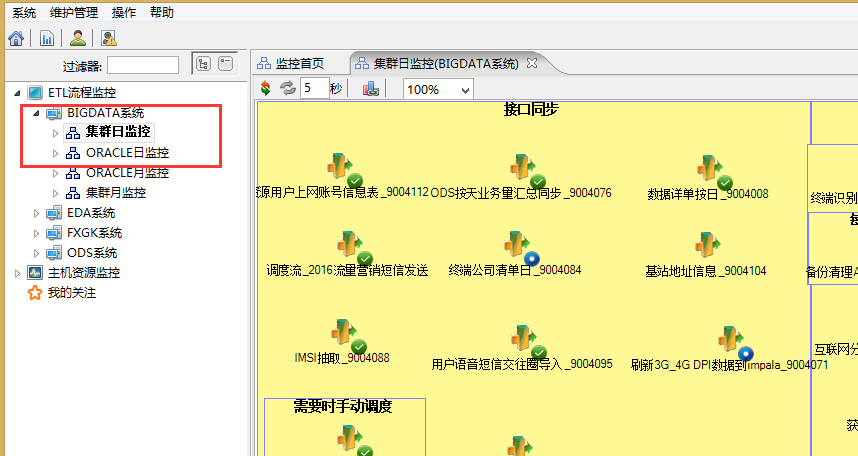 系统 维护管理 操作 帮助
过滤器:
监控首页 集群日监控(BIGDATA系统)
5 秒 100%
ETL流程监控
BIGDATA系统
集群日监控
ORACLE日监控
ORACLE月监控
集群月监控
EDA系统
FXGK系统
ODS系统
主机资源监控
我的关注
接口同步
源用户上网账号信息表_9004112 ODS按天业务量汇总同步_9004076 数据详单按日_9004008
终端识别
调度流_2016流里营销短信发送 终端公司清单日_9004084 基站地址信息_9004104
备份清理A
IMSI抽取_9004088 用户语音短信交往圈导入_9004095 刷新3G_4G DPI数据到impala_9004071
互联网分
需要时手动调度
获